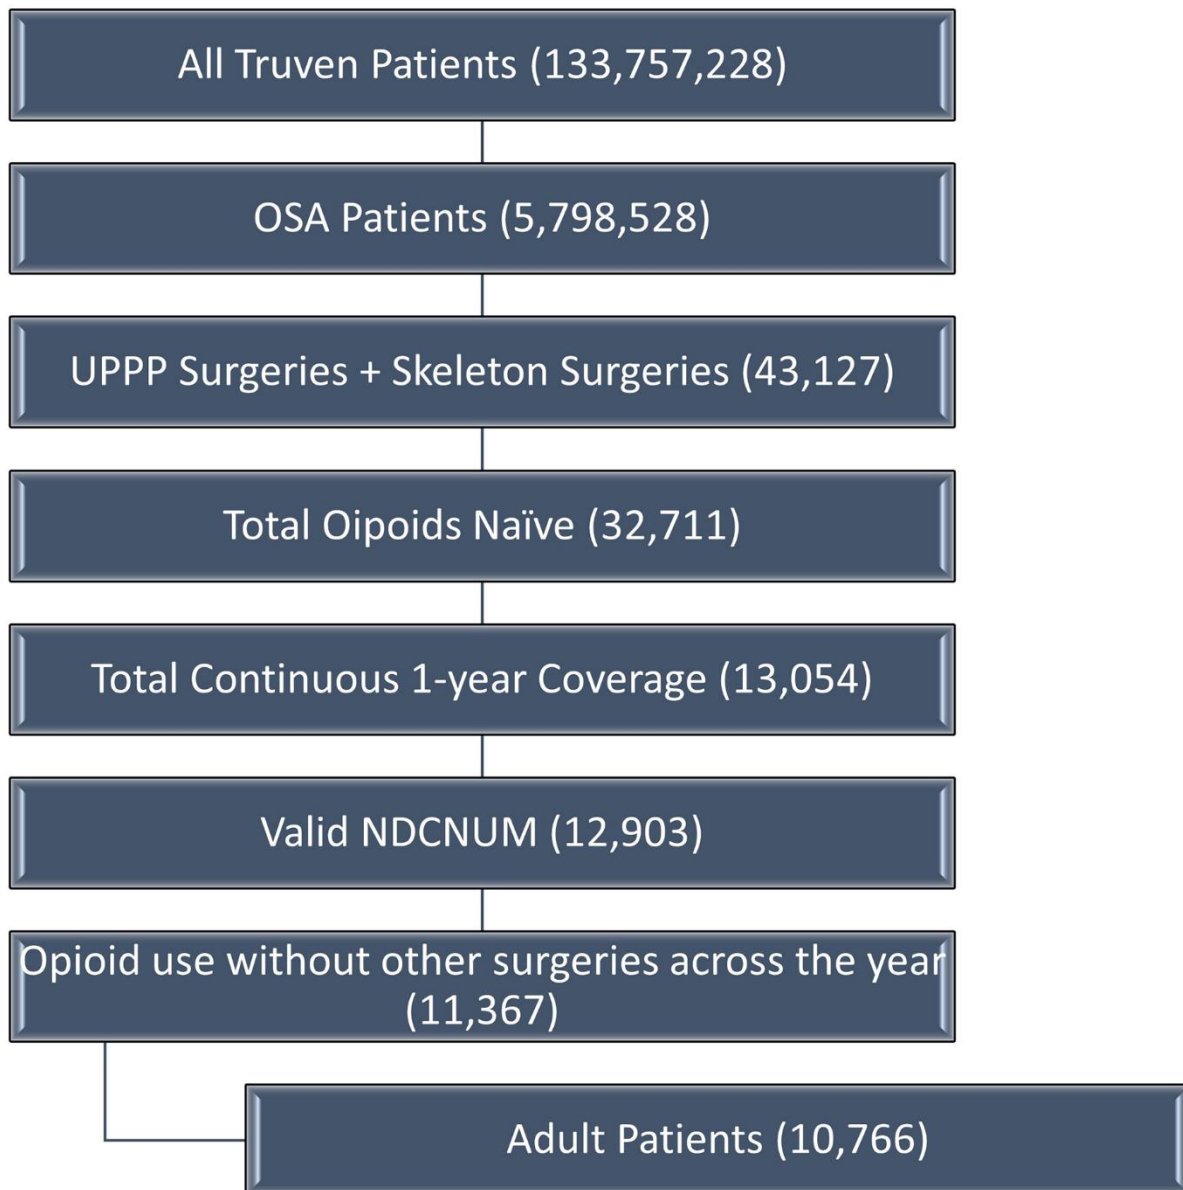 All Truven Patients (133,757,228)
OSA Patients (5,798,528)
UPPP Surgeries + Skeleton Surgeries (43,127)
Total Oipoids Naïve (32,711)
Total Continuous 1-year Coverage (13,054)
Valid NDCNUM (12,903)
Opioid use without other surgeries across the year
(11,367)
Adult Patients (10,766)